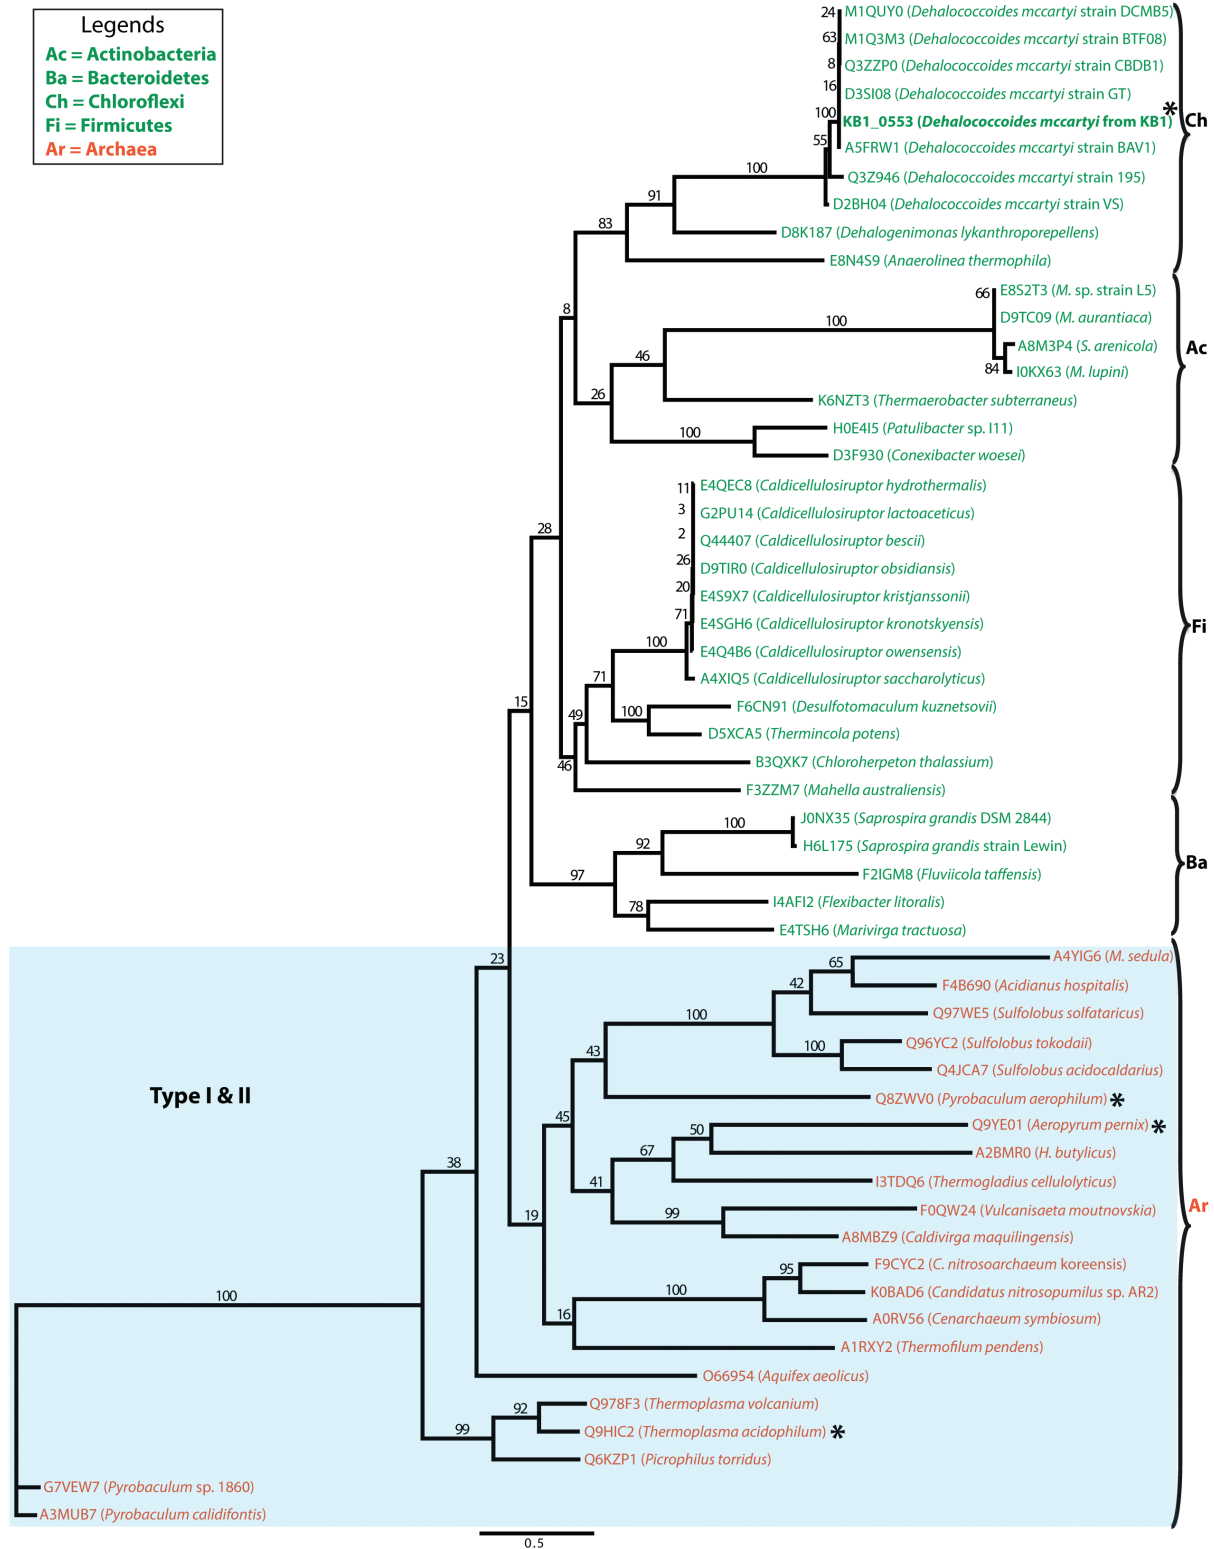 Legends
Ac = Actinobacteria
Ba = Bacteroidetes
Ch = Chloroflexi
Fi = Firmicutes
Ar = Archaea
24
M1QUY0 (Dehalococcoides mccartyi strain DCMB5)
63
M1Q3M3 (Dehalococcoides mccartyi strain BTF08)
8
Q3ZZP0 (Dehalococcoides mccartyi strain CBDB1)
16
D3SI08 (Dehalococcoides mccartyi strain GT)
*
100
KB1_0553 (Dehalococcoides mccartyi from KB1)
Ch
55
A5FRW1 (Dehalococcoides mccartyi strain BAV1)
100
Q3Z946 (Dehalococcoides mccartyi strain 195)
91
D2BH04 (Dehalococcoides mccartyi strain VS)
83
D8K187 (Dehalogenimonas lykanthroporepellens)
E8N4S9 (Anaerolinea thermophila)
66
E8S2T3 (M. sp. strain L5)
8
100
D9TC09 (M. aurantiaca)
46
A8M3P4 (S. arenicola)
Ac
84
I0KX63 (M. lupini)
26
K6NZT3 (Thermaerobacter subterraneus)
100
H0E4I5 (Patulibacter sp. I11)
D3F930 (Conexibacter woesei)
11
E4QEC8 (Caldicellulosiruptor hydrothermalis)
3
G2PU14 (Caldicellulosiruptor lactoaceticus)
28
2
Q44407 (Caldicellulosiruptor bescii)
26
D9TIR0 (Caldicellulosiruptor obsidiansis)
20
E4S9X7 (Caldicellulosiruptor kristjanssonii)
71
E4SGH6 (Caldicellulosiruptor kronotskyensis)
Fi
100
E4Q4B6 (Caldicellulosiruptor owensensis)
71
A4XIQ5 (Caldicellulosiruptor saccharolyticus)
15
49
100
F6CN91 (Desulfotomaculum kuznetsovii)
D5XCA5 (Thermincola potens)
46
B3QXK7 (Chloroherpeton thalassium)
F3ZZM7 (Mahella australiensis)
100
J0NX35 (Saprospira grandis DSM 2844)
92
H6L175 (Saprospira grandis strain Lewin)
Ba
97
F2IGM8 (Fluviicola taffensis)
78
I4AFI2 (Flexibacter litoralis)
E4TSH6 (Marivirga tractuosa)
23
65
A4YIG6 (M. sedula)
42
F4B690 (Acidianus hospitalis)
100
Q97WE5 (Sulfolobus solfataricus)
43
100
Q96YC2 (Sulfolobus tokodaii)
Q4JCA7 (Sulfolobus acidocaldarius)
Type I & II
Q8ZWV0 (Pyrobaculum aerophilum) *
45
50
Q9YE01 (Aeropyrum pernix) *
67
A2BMR0 (H. butylicus)
38
41
I3TDQ6 (Thermogladius cellulolyticus)
Ar
19
99
F0QW24 (Vulcanisaeta moutnovskia)
A8MBZ9 (Caldivirga maquilingensis)
95
F9CYC2 (C. nitrosoarchaeum koreensis)
100
100
K0BAD6 (Candidatus nitrosopumilus sp. AR2)
16
A0RV56 (Cenarchaeum symbiosum)
A1RXY2 (Thermofilum pendens)
O66954 (Aquifex aeolicus)
92
Q978F3 (Thermoplasma volcanium)
99
Q9HIC2 (Thermoplasma acidophilum) *
Q6KZP1 (Picrophilus torridus)
G7VEW7 (Pyrobaculum sp. 1860)
A3MUB7 (Pyrobaculum calidifontis)
0.5